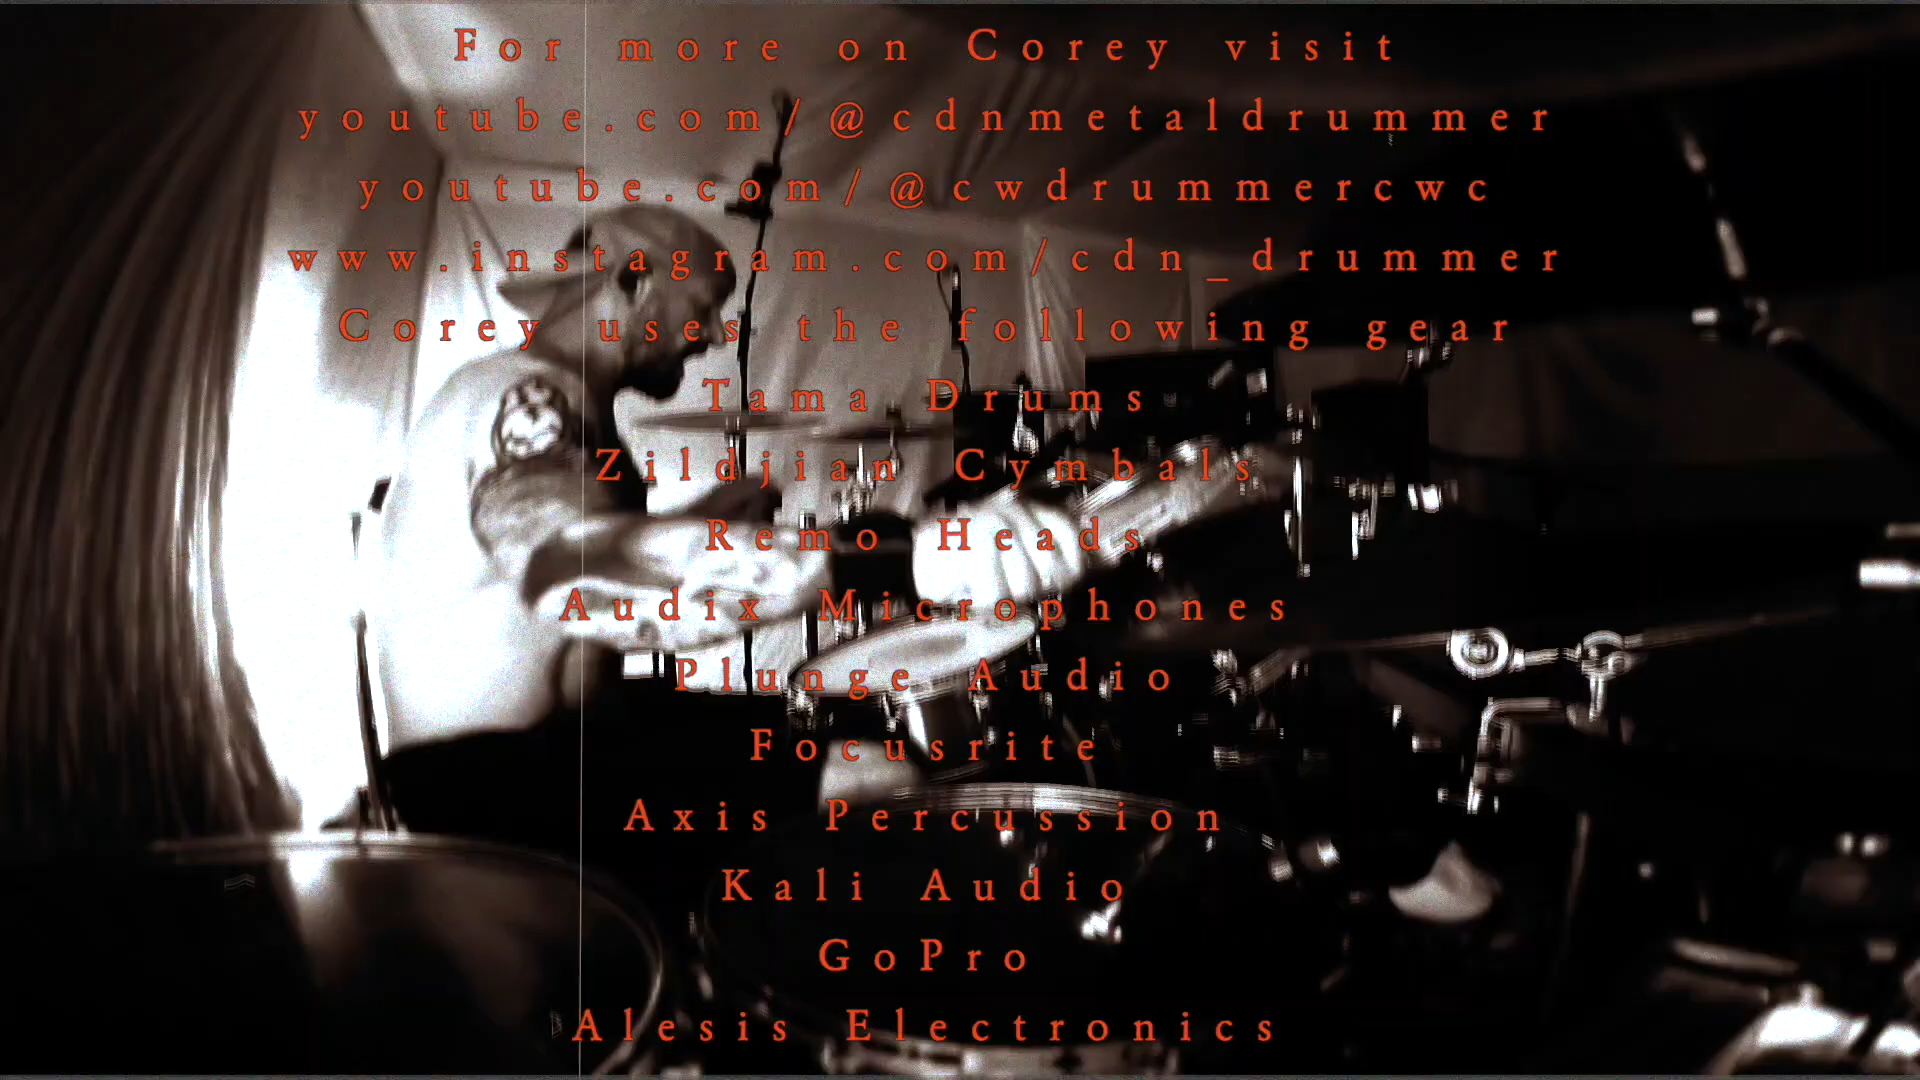 For more on Corey visit
youtube.com/@cdnmetaldrummer
youtube.com/@cwdrummercwc
www.instagram.com/cdn_drummer
Corey uses the following gear
Tama Drums
Zildjian Cymbals
Remo Heads
Audix Microphones
Plunge Audio
Focusrite
Axis Percussion
Kali Audio
GoPro
Alesis Electronics